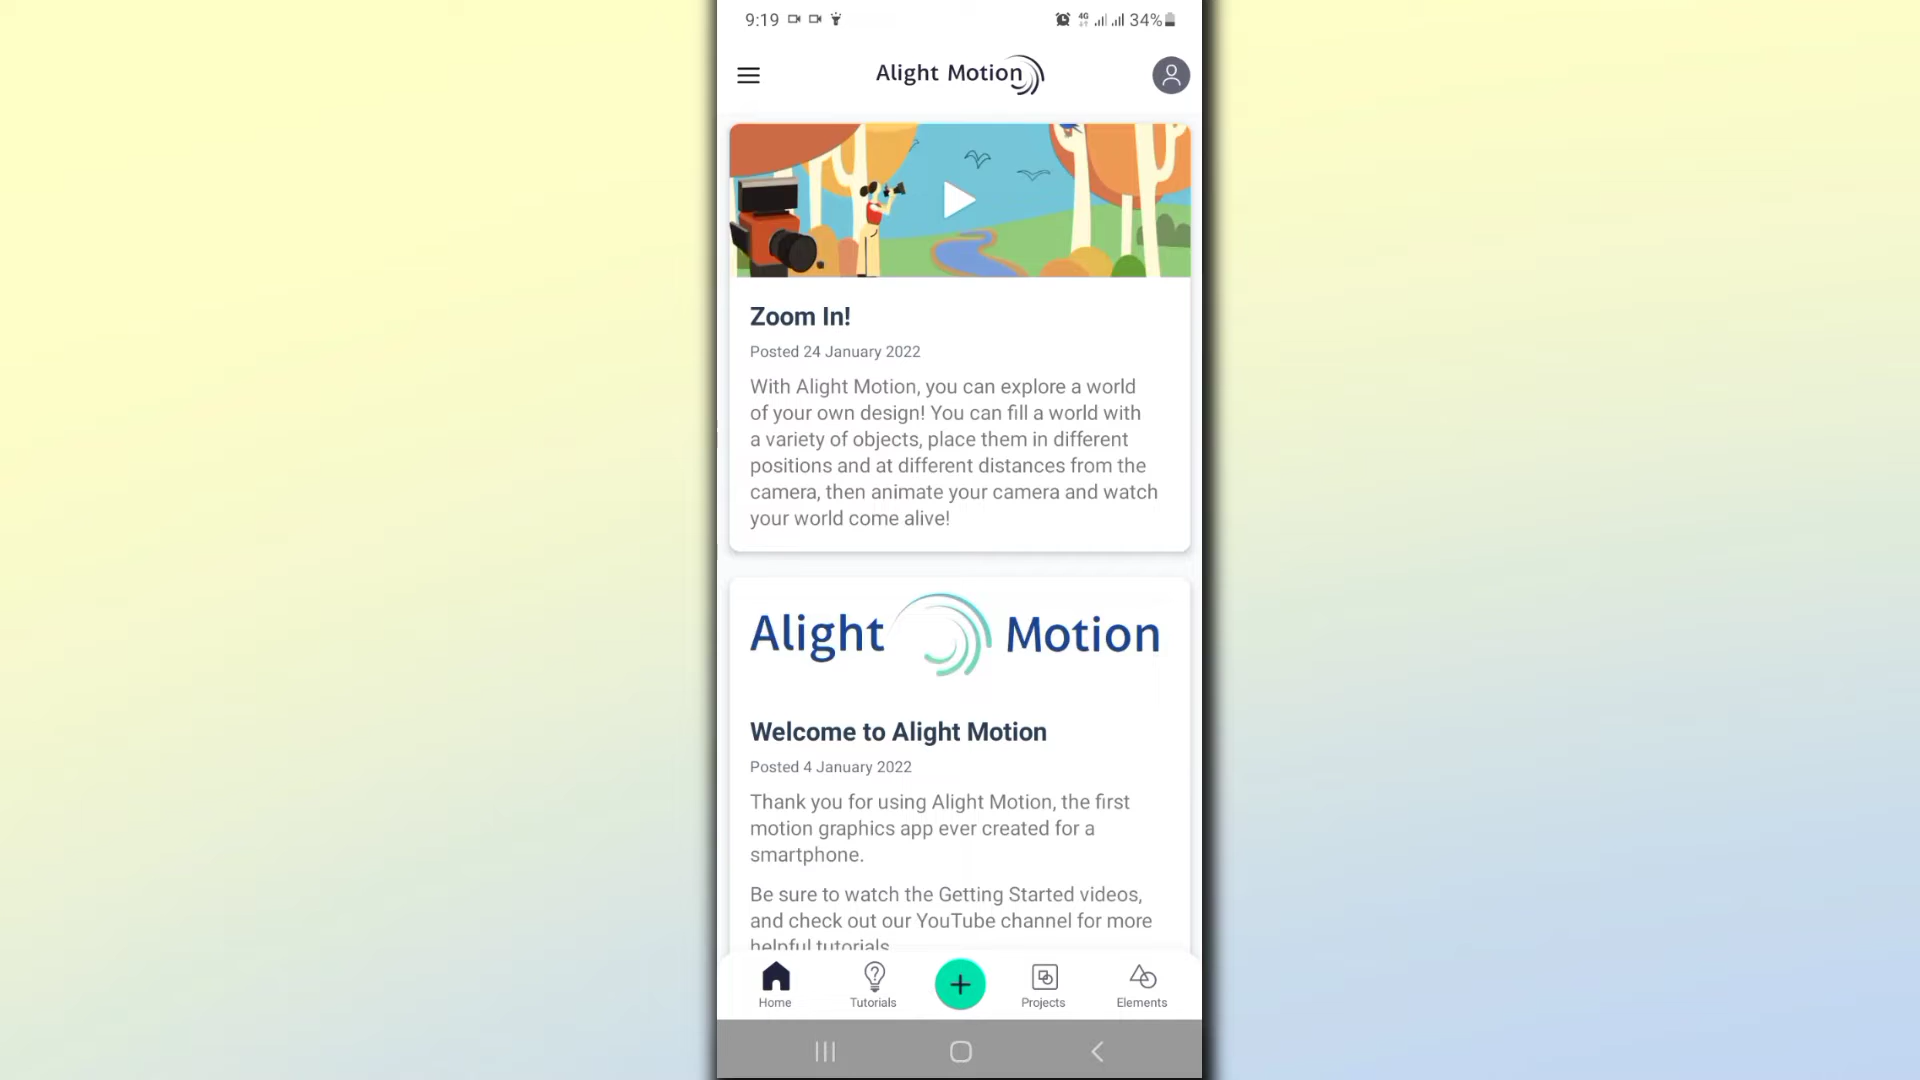 9:19
4G
34%
Alight Motion
Zoom In!
Posted 24 January 2022
With Alight Motion, you can explore a world
of your own design! You can fill a world with
a variety of objects, place them in different
positions and at different distances from the
camera, then animate your camera and watch
your world come alive!
Alight Motion
Welcome to Alight Motion
Posted 4 January 2022
Thank you for using Alight Motion, the first
motion graphics app ever created for a
smartphone.
Be sure to watch the Getting Started videos,
and check out our YouTube channel for more
helpful tutorials
Home
Tutorials
Projects
Elements